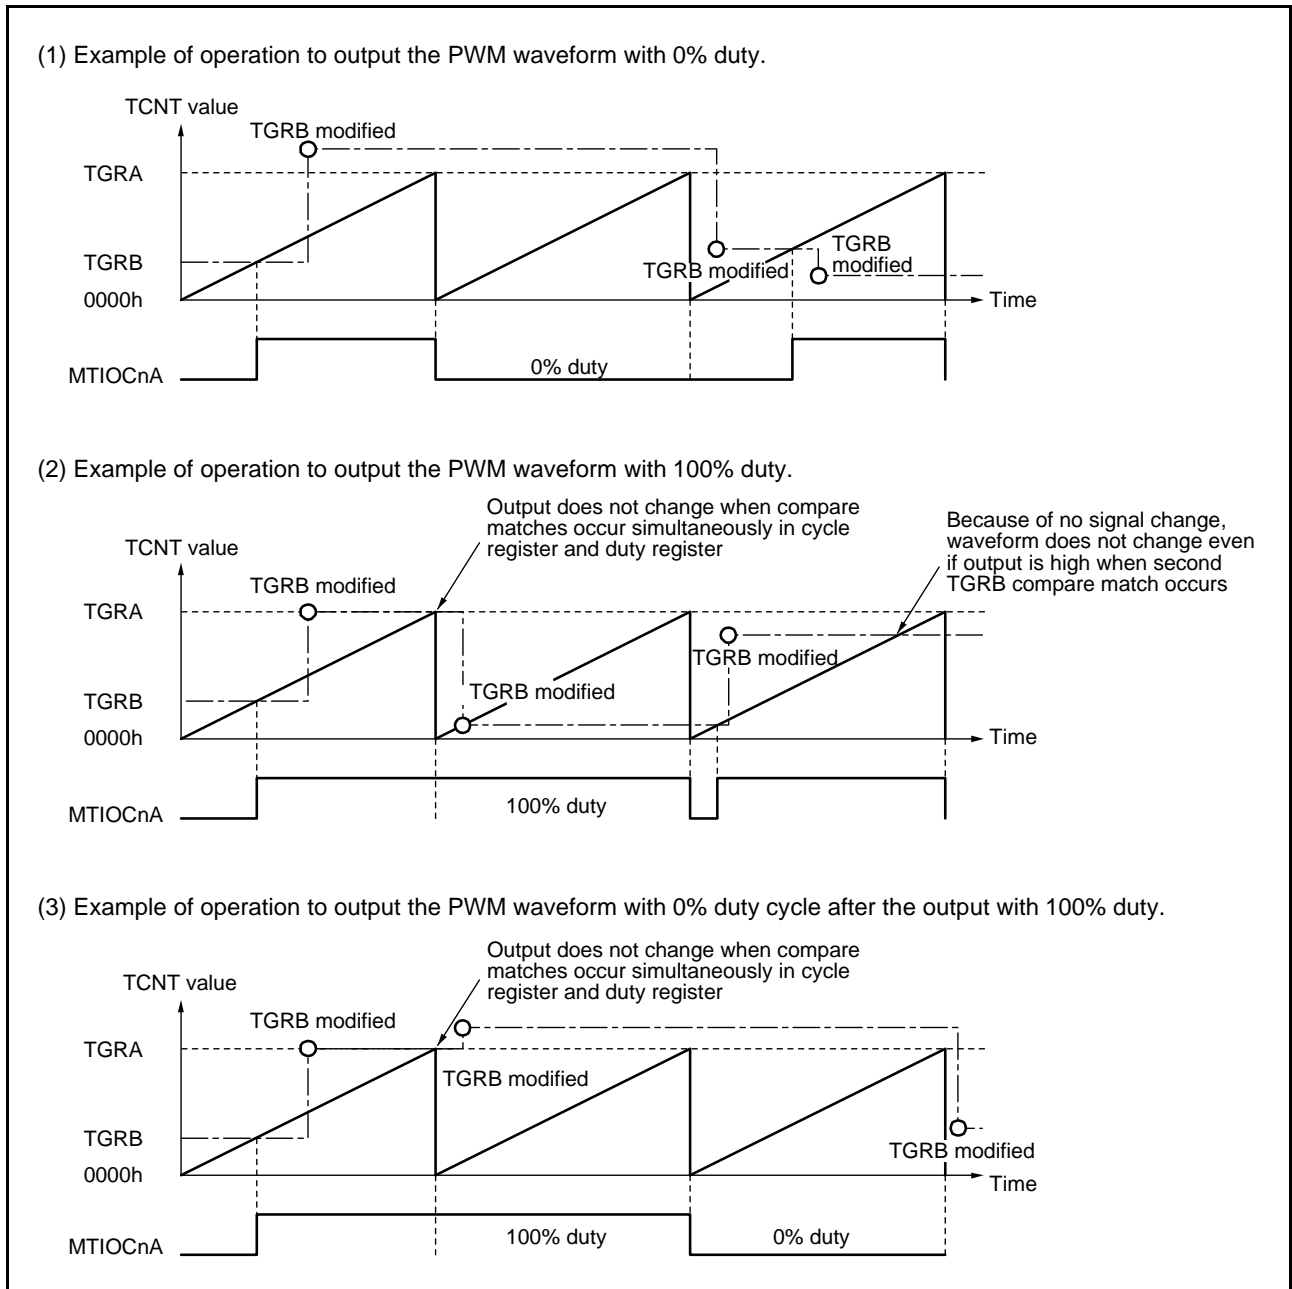 (1) Example of operation to output the PWM waveform with 0% duty.
TCNT value
TGRB modified
TGRA
TGRB
modified
TGRB modified
TGRB
0000h
Time
0% duty
MTIOCnA
(2) Example of operation to output the PWM waveform with 100% duty.
Output does not change when compare
matches occur simultaneously in cycle
register and duty register
Because of no signal change,
waveform does not change even
if output is high when second
TGRB compare match occurs
TCNT value
TGRB modified
TGRA
TGRB modified
TGRB modified
TGRB
0000h
Time
100% duty
MTIOCnA
(3) Example of operation to output the PWM waveform with 0% duty cycle after the output with 100% duty.
Output does not change when compare
matches occur simultaneously in cycle
register and duty register
TCNT value
TGRB modified
TGRA
TGRB modified
TGRB
TGRB modified
0000h
Time
100% duty
0% duty
MTIOCnA